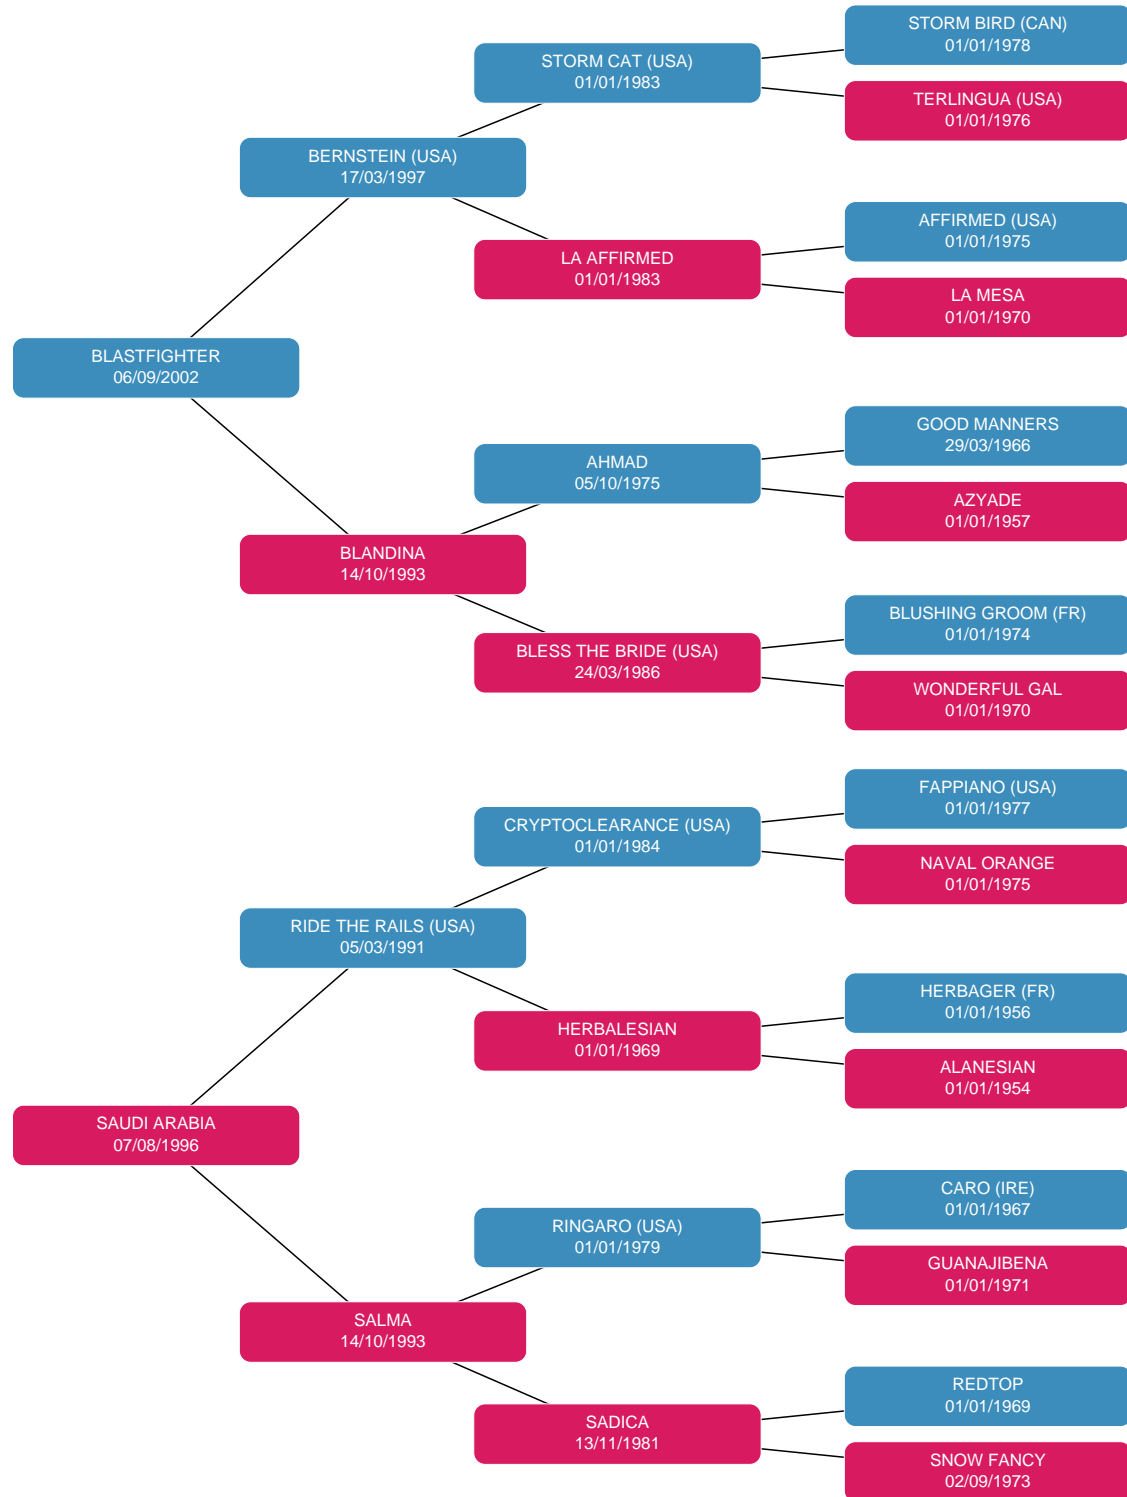 STORM BIRD (CAN)
01/01/1978
STORM CAT (USA)
01/01/1983
TERLINGUA (USA)
01/01/1976
BERNSTEIN (USA)
17/03/1997
AFFIRMED (USA)
01/01/1975
LA AFFIRMED
01/01/1983
LA MESA
01/01/1970
BLASTFIGHTER
06/09/2002
GOOD MANNERS
29/03/1966
AHMAD
05/10/1975
AZYADE
01/01/1957
BLANDINA
14/10/1993
BLUSHING GROOM (FR)
01/01/1974
BLESS THE BRIDE (USA)
24/03/1986
WONDERFUL GAL
01/01/1970
FAPPIANO (USA)
01/01/1977
CRYPTOCLEARANCE (USA)
01/01/1984
NAVAL ORANGE
01/01/1975
RIDE THE RAILS (USA)
05/03/1991
HERBAGER (FR)
01/01/1956
HERBALESIAN
01/01/1969
ALANESIAN
01/01/1954
SAUDI ARABIA
07/08/1996
CARO (IRE)
01/01/1967
RINGARO (USA)
01/01/1979
GUANAJIBENA
01/01/1971
SALMA
14/10/1993
REDTOP
01/01/1969
SADICA
13/11/1981
SNOW FANCY
02/09/1973